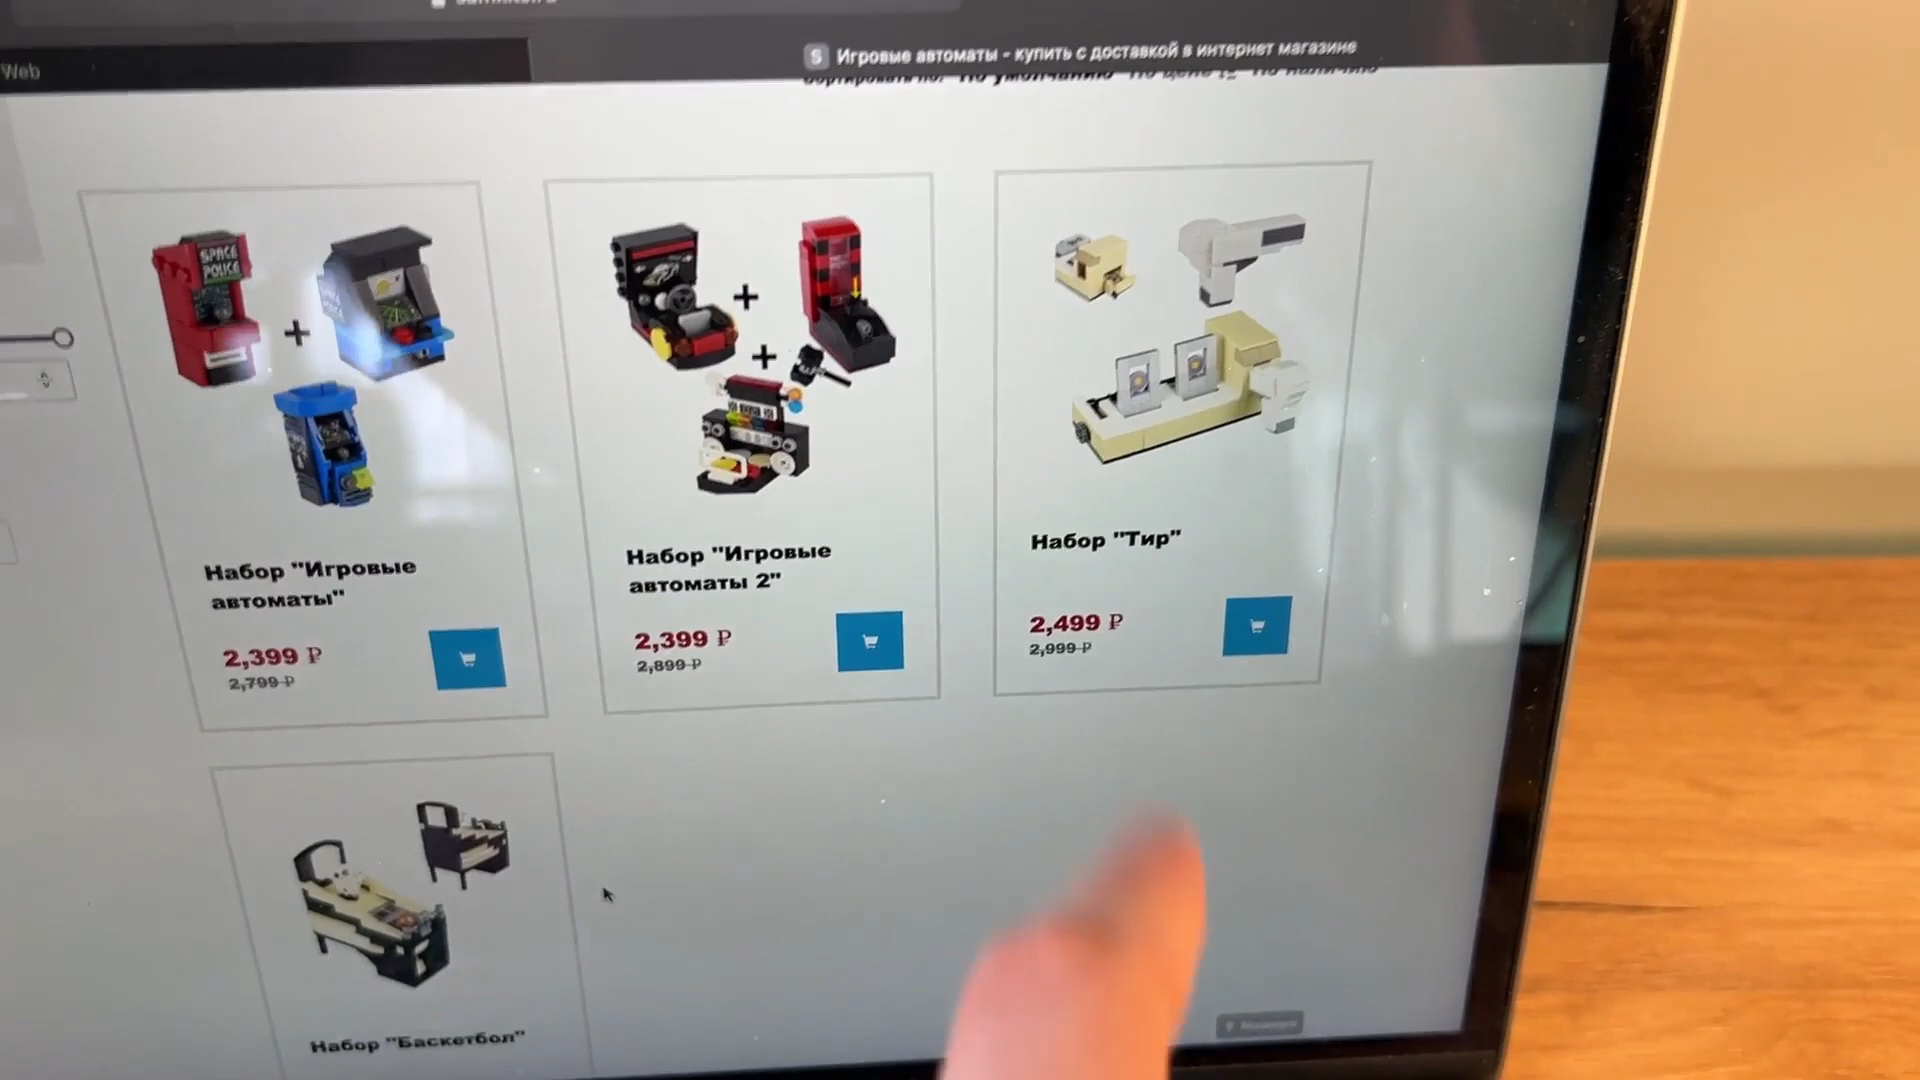 Web
S Игровые автоматы - купить с доставкой в интернет магазине
SPACE
POLICE
Набор "Игровые
автоматы"
2,399 ₽
2,799 ₽
Набор "Игровые
автоматы 2"
2,399 ₽
2,899 ₽
Набор "Тир"
2,499 ₽
2,999 ₽
Набор "Баскетбол"